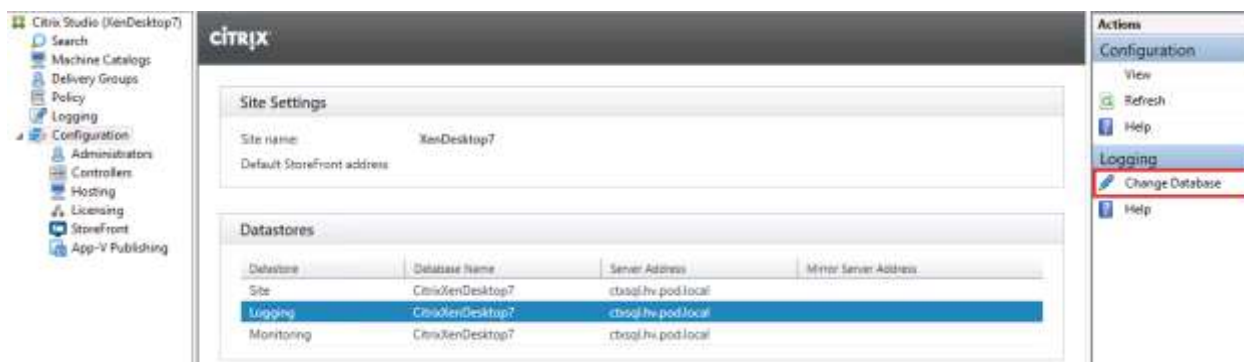 Citrix Studio (XenDesktop7)
Search
Machine Catalogs
Delivery Groups
Policy
Logging
Configuration
Administrators
Controllers
Hosting
Licensing
StoreFront
App-V Publishing
CİTRIX
Site Settings
Site name XenDesktop7
Default StoreFront address
Datastores
Datastore Database Name Server Address Mirror Server Address
Site CitrixXenDesktop7 ctxsql.hv.pod.local
Logging CitrixXenDesktop7 ctxsql.hv.pod.local
Monitoring CitrixXenDesktop7 ctxsql.hv.pod.local
Actions
Configuration
View
Refresh
Help
Logging
Change Database
Help